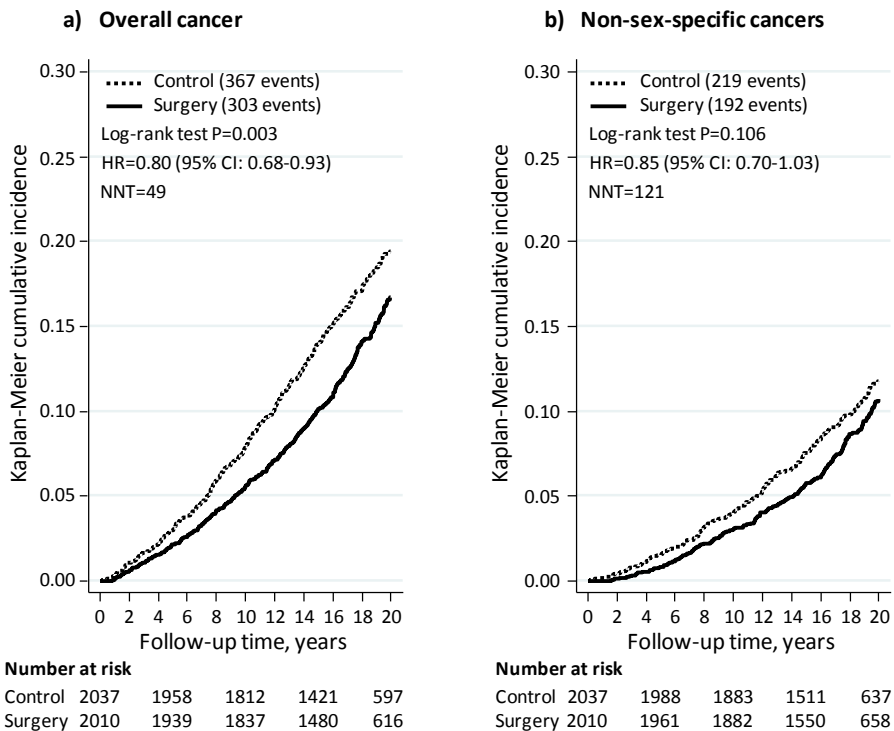 a) Overall cancer
Kaplan-Meier cumulative incidence
0.30
0.25
0.20
0.15
0.10
0.05
0.00
Control (367 events)
Surgery (303 events)
Log-rank test P=0.003
HR=0.80 (95% CI: 0.68-0.93)
NNT=49
0 2 4 6 8 10 12 14 16 18 20
Follow-up time, years
Number at risk
Control 2037 1958 1812 1421 597
Surgery 2010 1939 1837 1480 616
b) Non-sex-specific cancers
Kaplan-Meier cumulative incidence
0.30
0.25
0.20
0.15
0.10
0.05
0.00
Control (219 events)
Surgery (192 events)
Log-rank test P=0.106
HR=0.85 (95% CI: 0.70-1.03)
NNT=121
0 2 4 6 8 10 12 14 16 18 20
Follow-up time, years
Number at risk
Control 2037 1988 1883 1511 637
Surgery 2010 1961 1882 1550 658